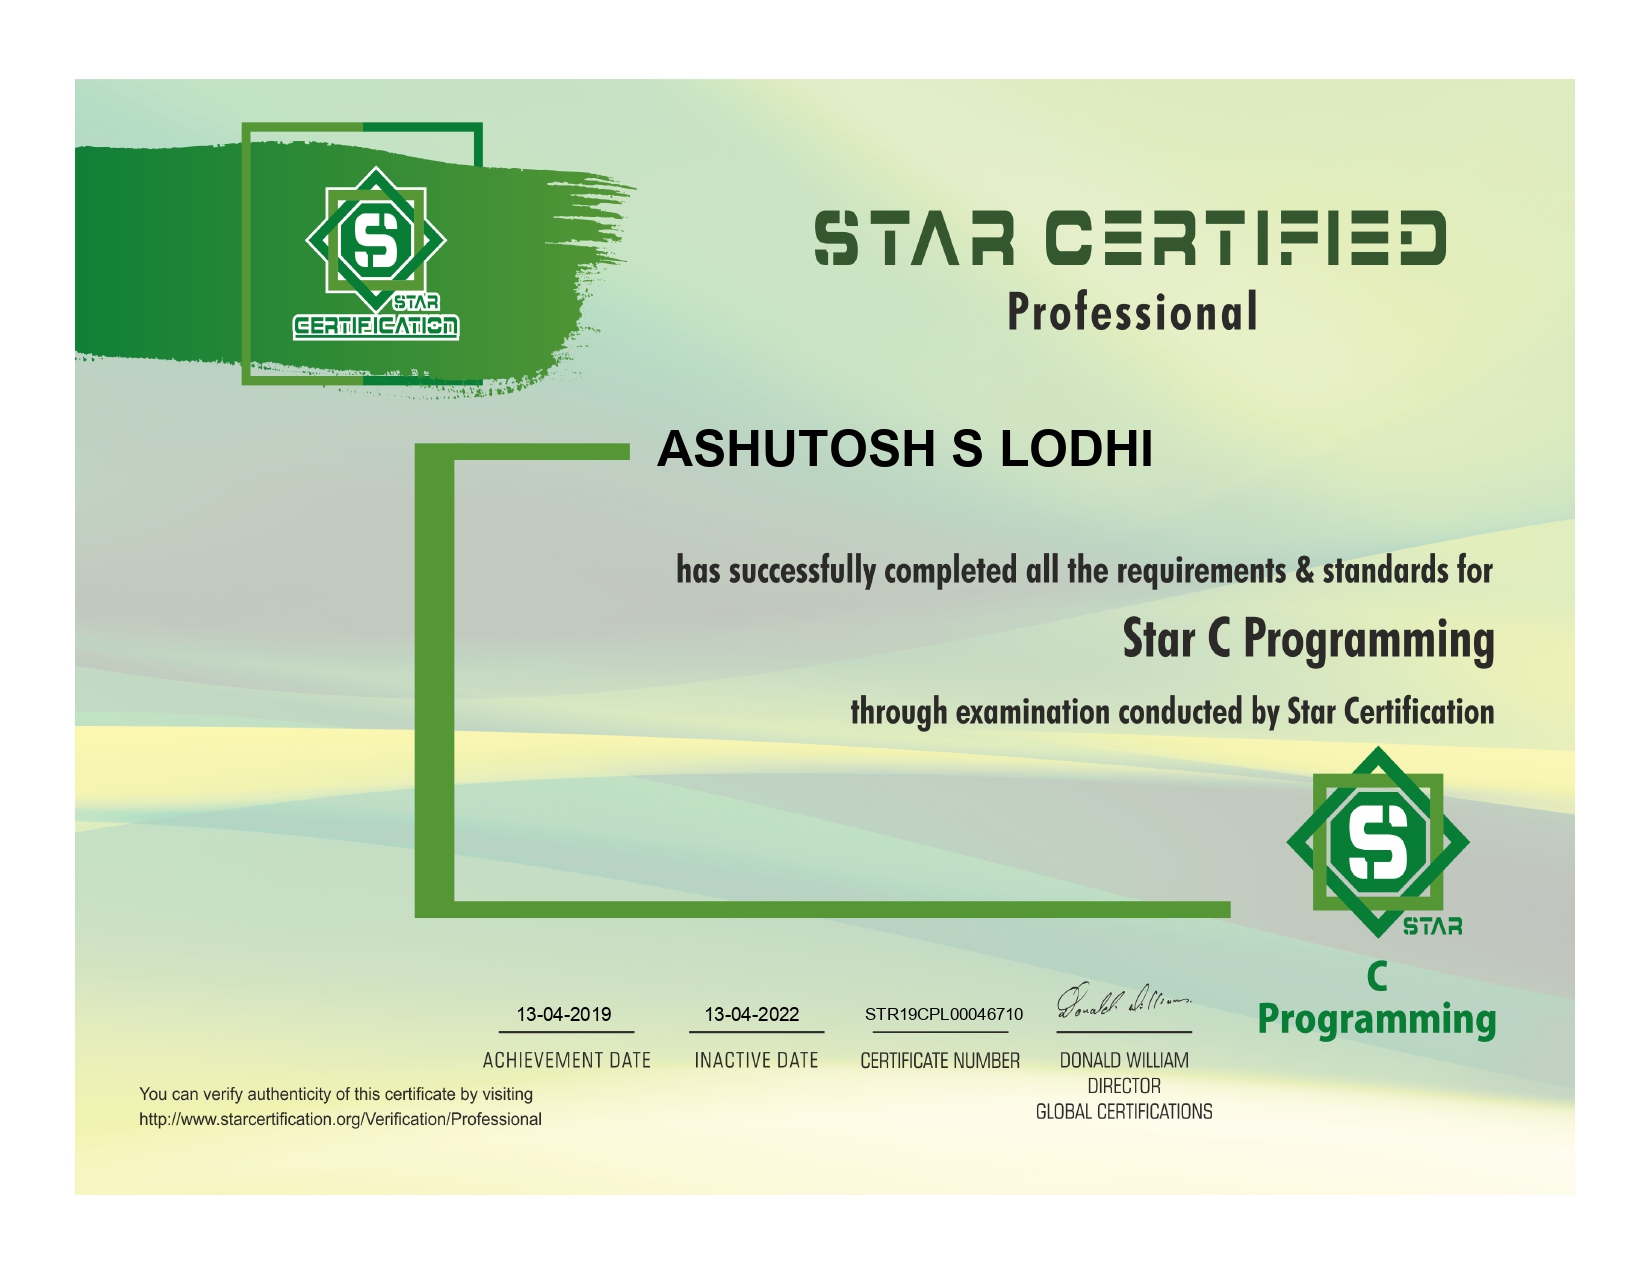 STAR
CERTIFICATION
STAR CERTIFIED
Professional
ASHUTOSH S LODHI
has successfully completed all the requirements & standards for
Star C Programming
through examination conducted by Star Certification
S
STAR
C
Programming
13-04-2019
ACHIEVEMENT DATE
13-04-2022
INACTIVE DATE
STR19CPL00046710
CERTIFICATE NUMBER
Donald William
DONALD WILLIAM
DIRECTOR
GLOBAL CERTIFICATIONS
You can verify authenticity of this certificate by visiting
http://www.starcertification.org/Verification/Professional